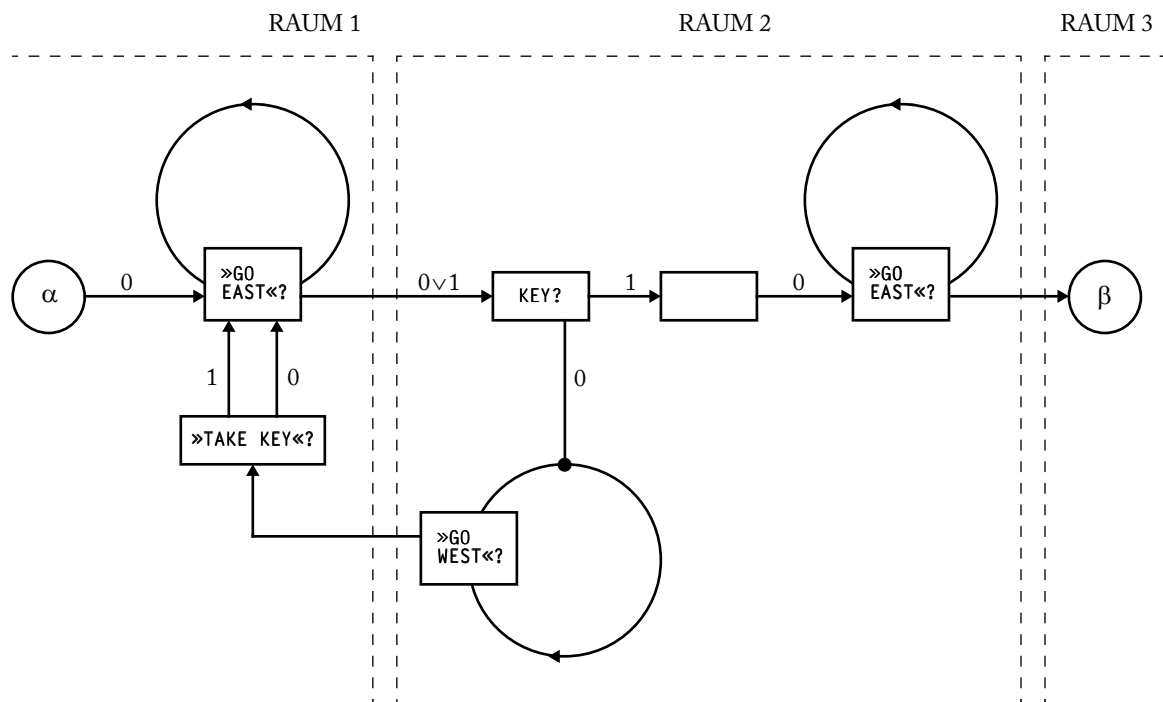 RAUM 1
RAUM 2
RAUM 3
α
0
»GO
EAST«?
0∨1
KEY?
1
0
»GO
EAST«?
β
1
0
0
»TAKE KEY«?
»GO
WEST«?